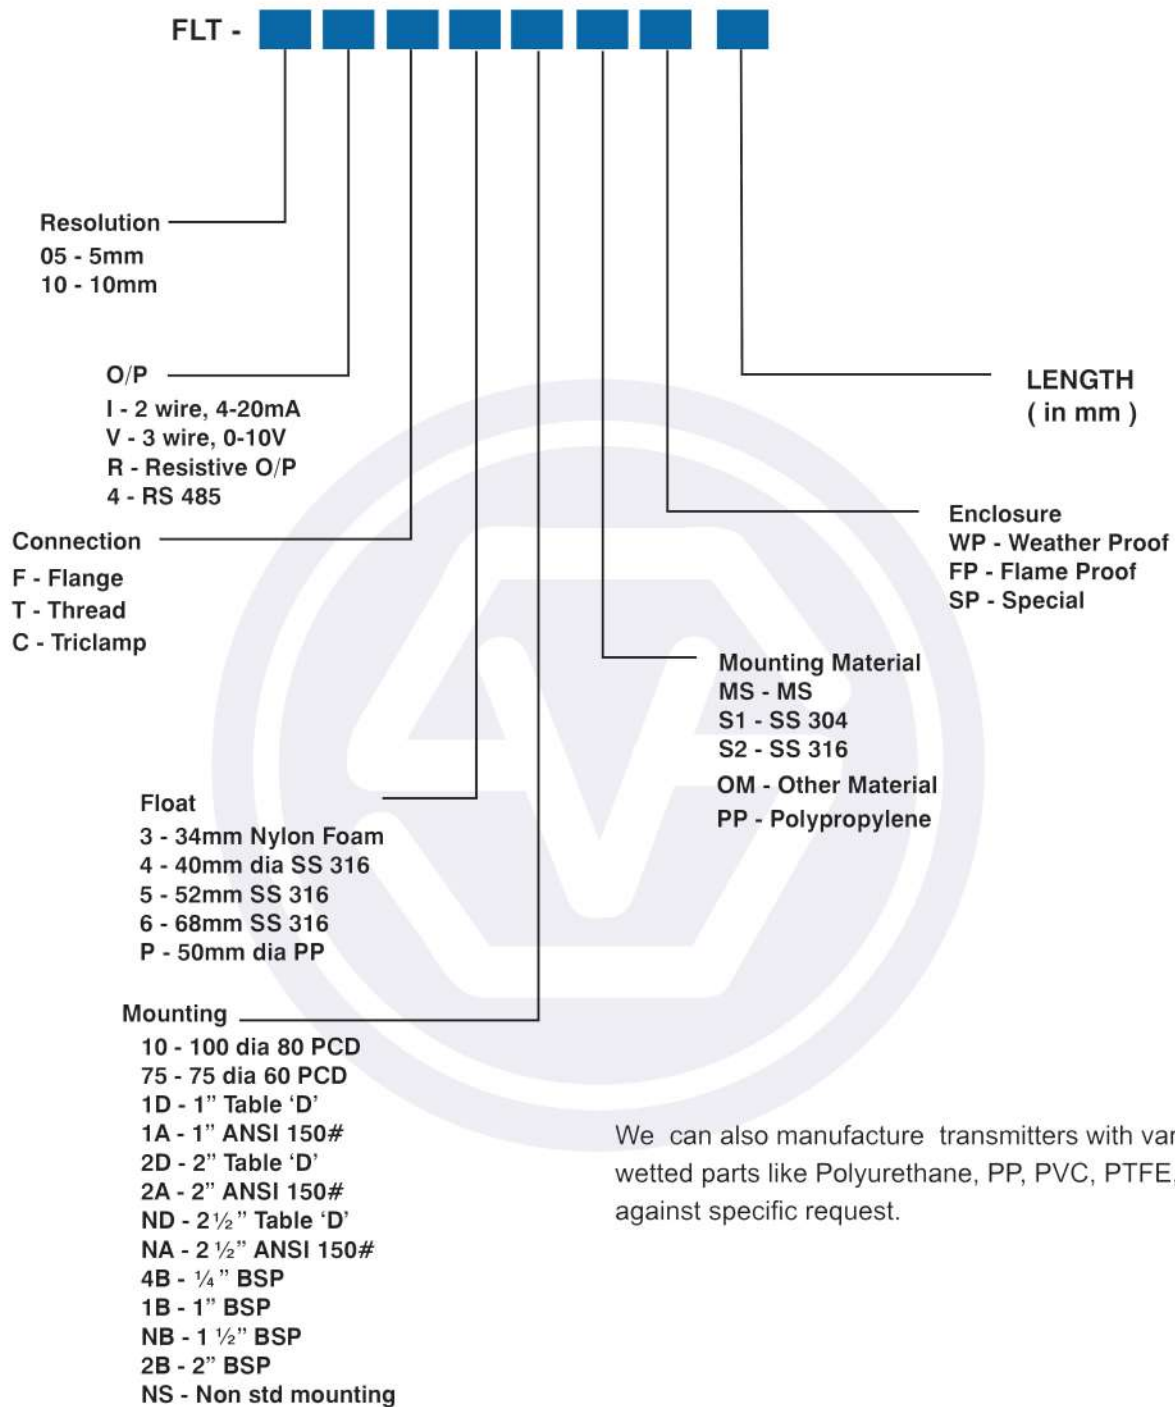 FLT -
Resolution
05 - 5mm
10 - 10mm
O/P
I - 2 wire, 4-20mA
V - 3 wire, 0-10V
R - Resistive O/P
4 - RS 485
Connection
F - Flange
T - Thread
C - Triclamp
Float
3 - 34mm Nylon Foam
4 - 40mm dia SS 316
5 - 52mm SS 316
6 - 68mm SS 316
P - 50mm dia PP
Mounting
10 - 100 dia 80 PCD
75 - 75 dia 60 PCD
1D - 1” Table ‘D’
1A - 1” ANSI 150#
2D - 2” Table ‘D’
2A - 2” ANSI 150#
ND - 2½” Table ‘D’
NA - 2 ½” ANSI 150#
4B - ¼ ” BSP
1B - 1” BSP
NB - 1 ½” BSP
2B - 2” BSP
NS - Non std mounting
Mounting Material
MS - MS
S1 - SS 304
S2 - SS 316
OM - Other Material
PP - Polypropylene
Enclosure
WP - Weather Proof
FP - Flame Proof
SP - Special
LENGTH
( in mm )
We can also manufacture transmitters with
wetted parts like Polyurethane, PP, PVC, PTFE,
against specific request.